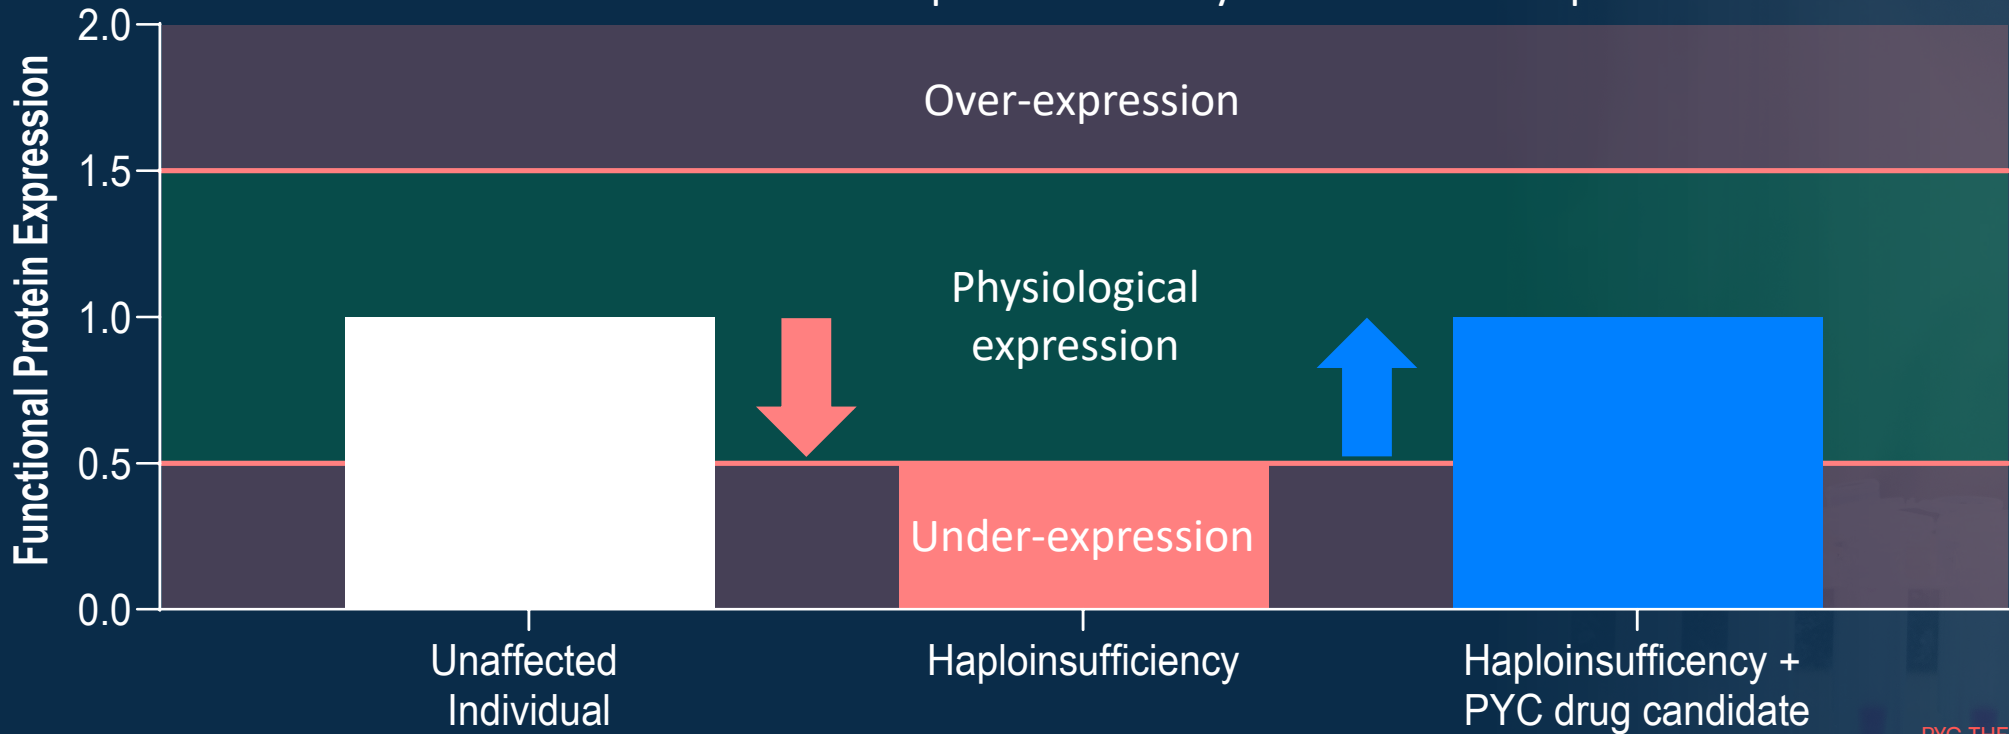 2.0
Over-expression
1.5
Physiological
expression
1.0
0.5
Under-expression
0.0
Functional Protein Expression
Unaffected
Individual
Haploinsufficiency
Haploinsufficency +
PYC drug candidate